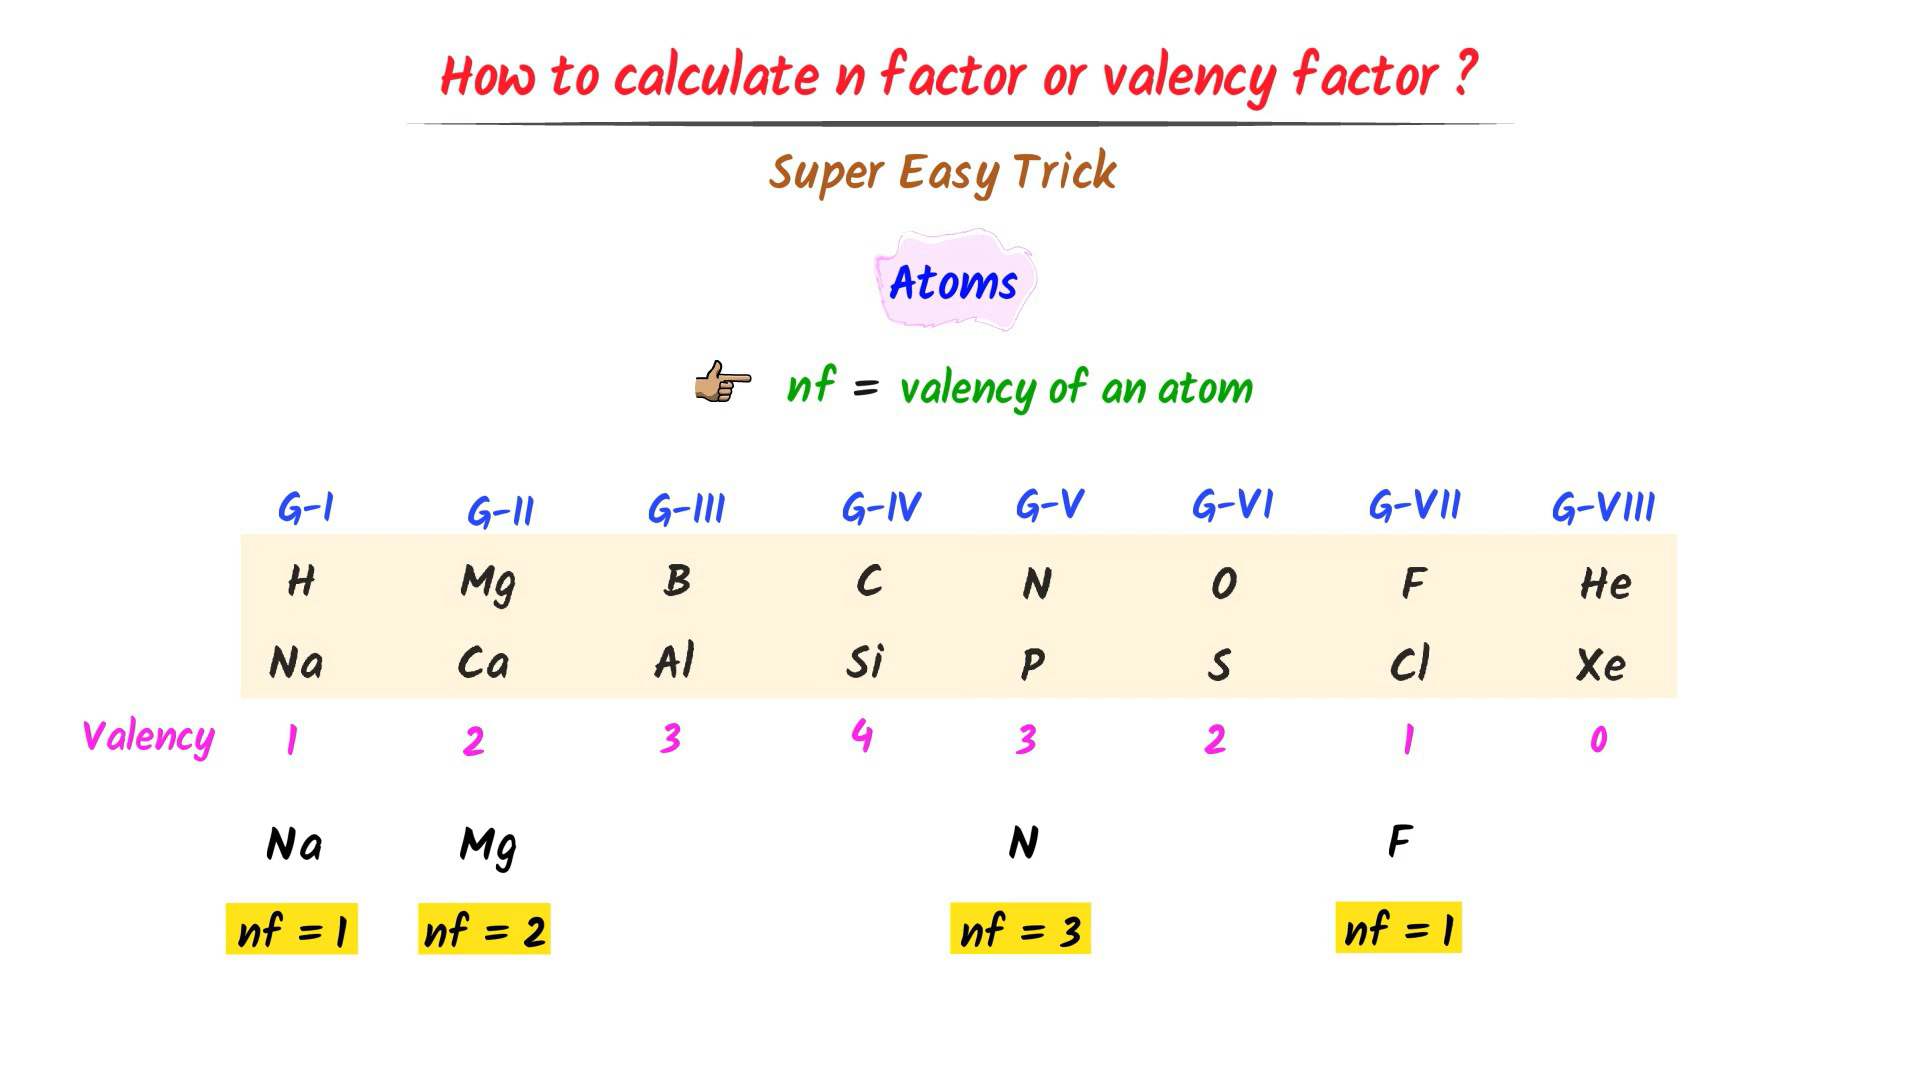 How to calculate n factor or valency factor ?
Super Easy Trick
Atoms
nf = valency of an atom
G-I G-II G-III G-IV G-V G-VI G-VII G-VIII
H Mg B C N O F He
Na Ca Al Si P S Cl Xe
Valency 1 2 3 4 3 2 1 0
Na Mg N F
nf = 1 nf = 2 nf = 3 nf = 1